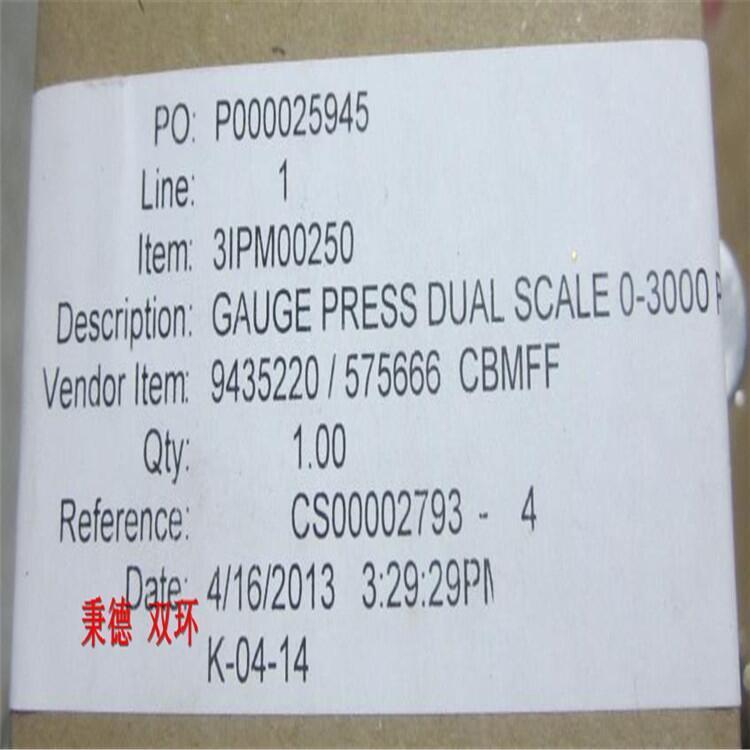 PO: P000025945
Line: 1
Item: 3IPM00250
Description: GAUGE PRESS DUAL SCALE 0-3000 P
Vendor Item: 9435220 / 575666 CBMFF
Qty: 1.00
Reference: CS00002793 - 4
Date: 4/16/2013 3:29:29PM
秉德 双环
K-04-14